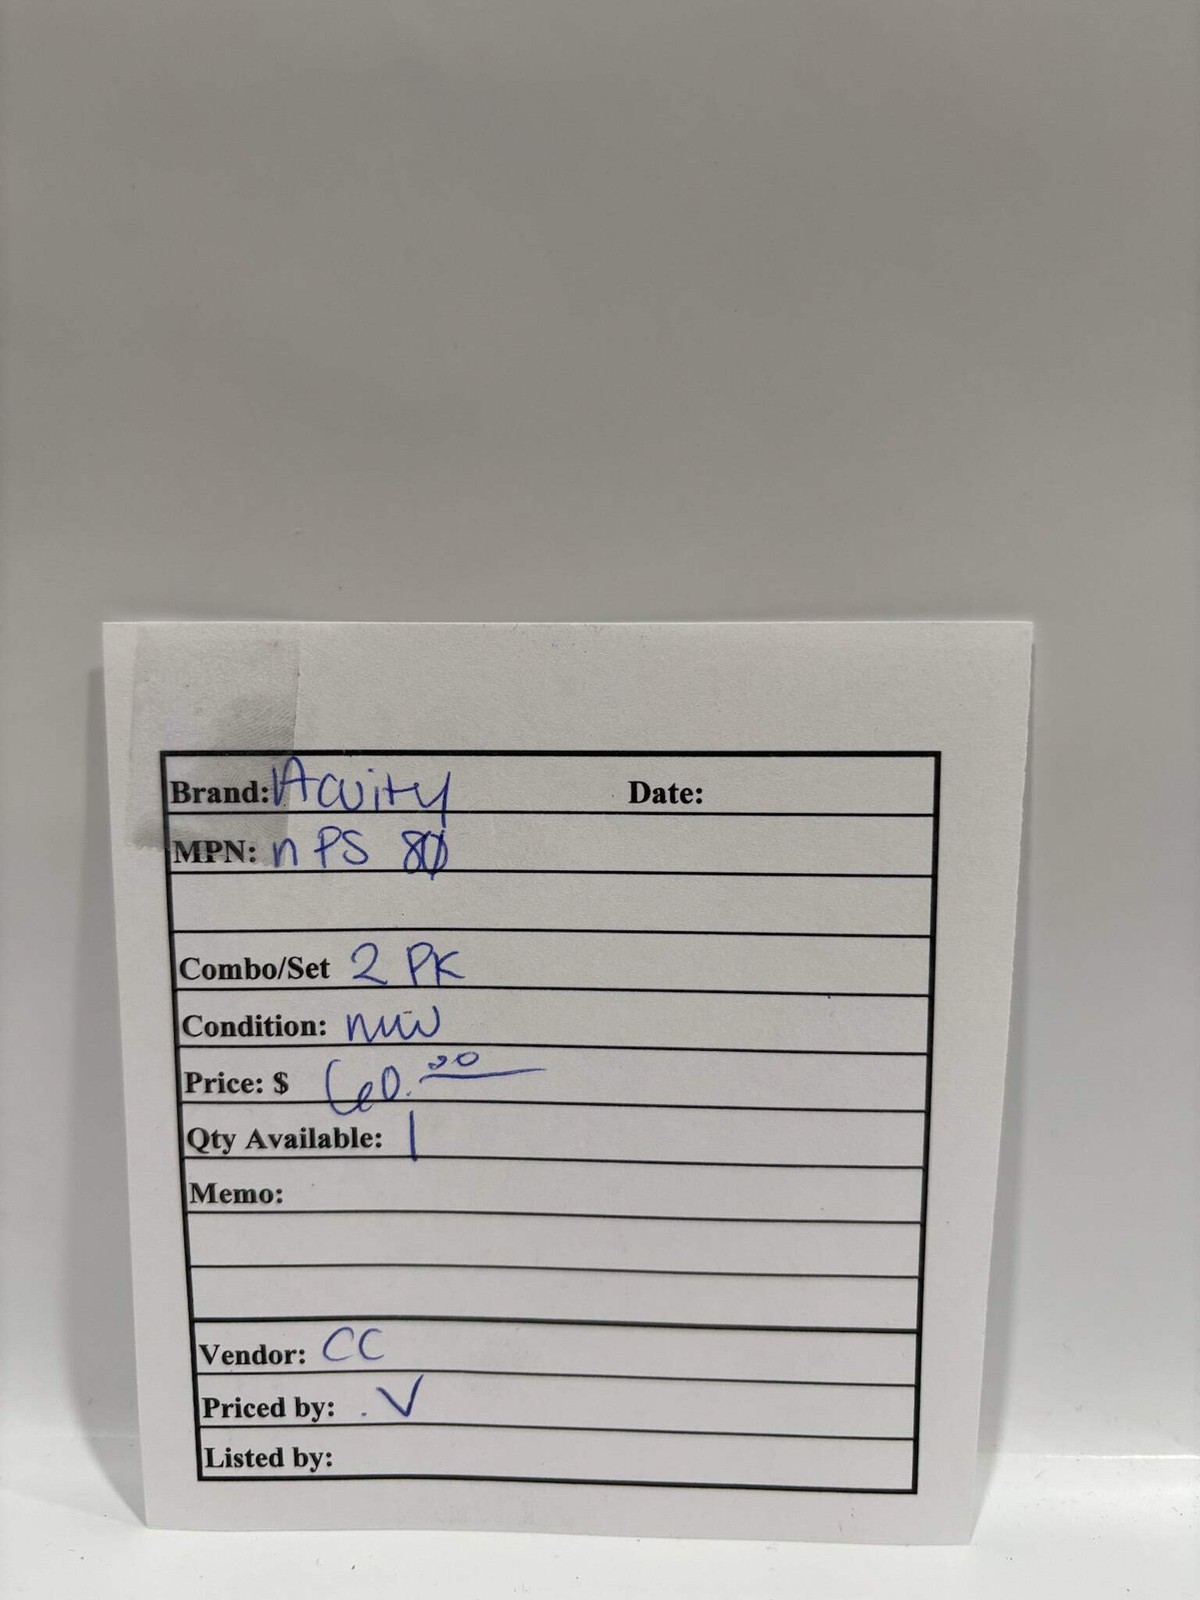 Brand: Acuity Date:
MPN: nPS 80
Combo/Set 2 PK
Condition: new
Price: $ 60.00
Qty Available: 1
Memo:
Vendor: CC
Priced by: .V
Listed by: